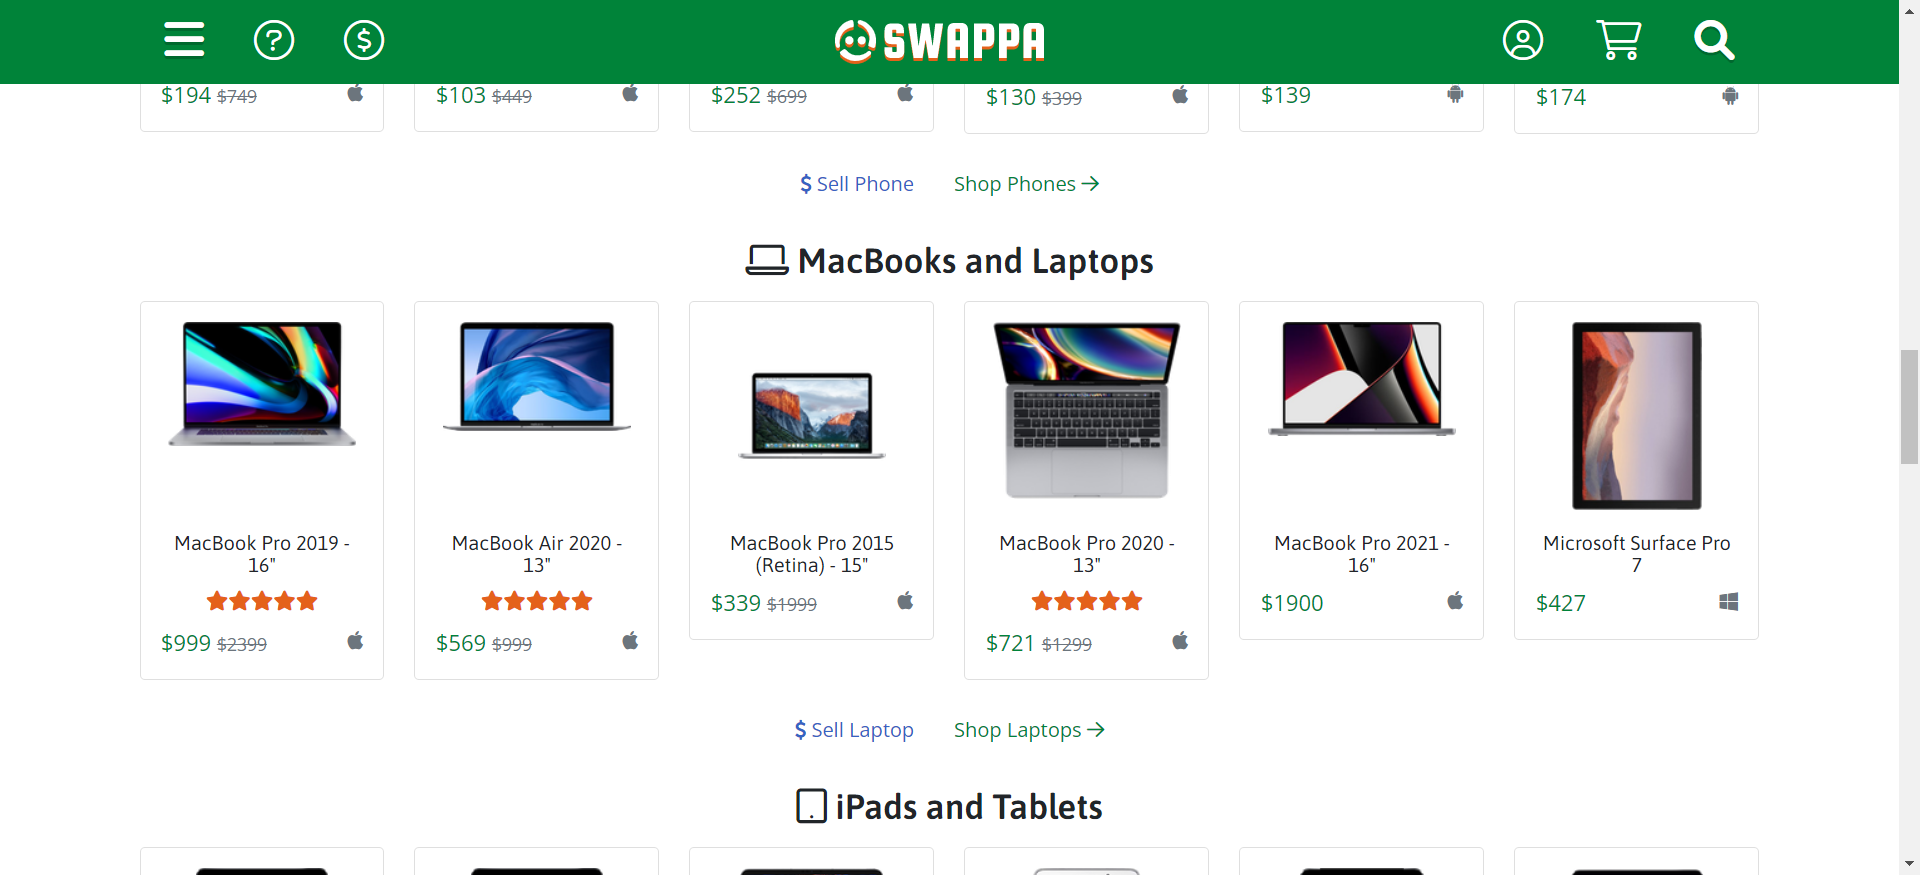 SWAPPA
$194 $749
$103 $449
$252 $699
$130 $399
$139
$174
$ Sell Phone Shop Phones →
MacBooks and Laptops
MacBook Pro 2019 -
16"
$999 $2399
MacBook Air 2020 -
13"
$569 $999
MacBook Pro 2015
(Retina) - 15"
$339 $1999
MacBook Pro 2020 -
13"
$721 $1299
MacBook Pro 2021 -
16"
$1900
Microsoft Surface Pro
7
$427
$ Sell Laptop Shop Laptops →
iPads and Tablets